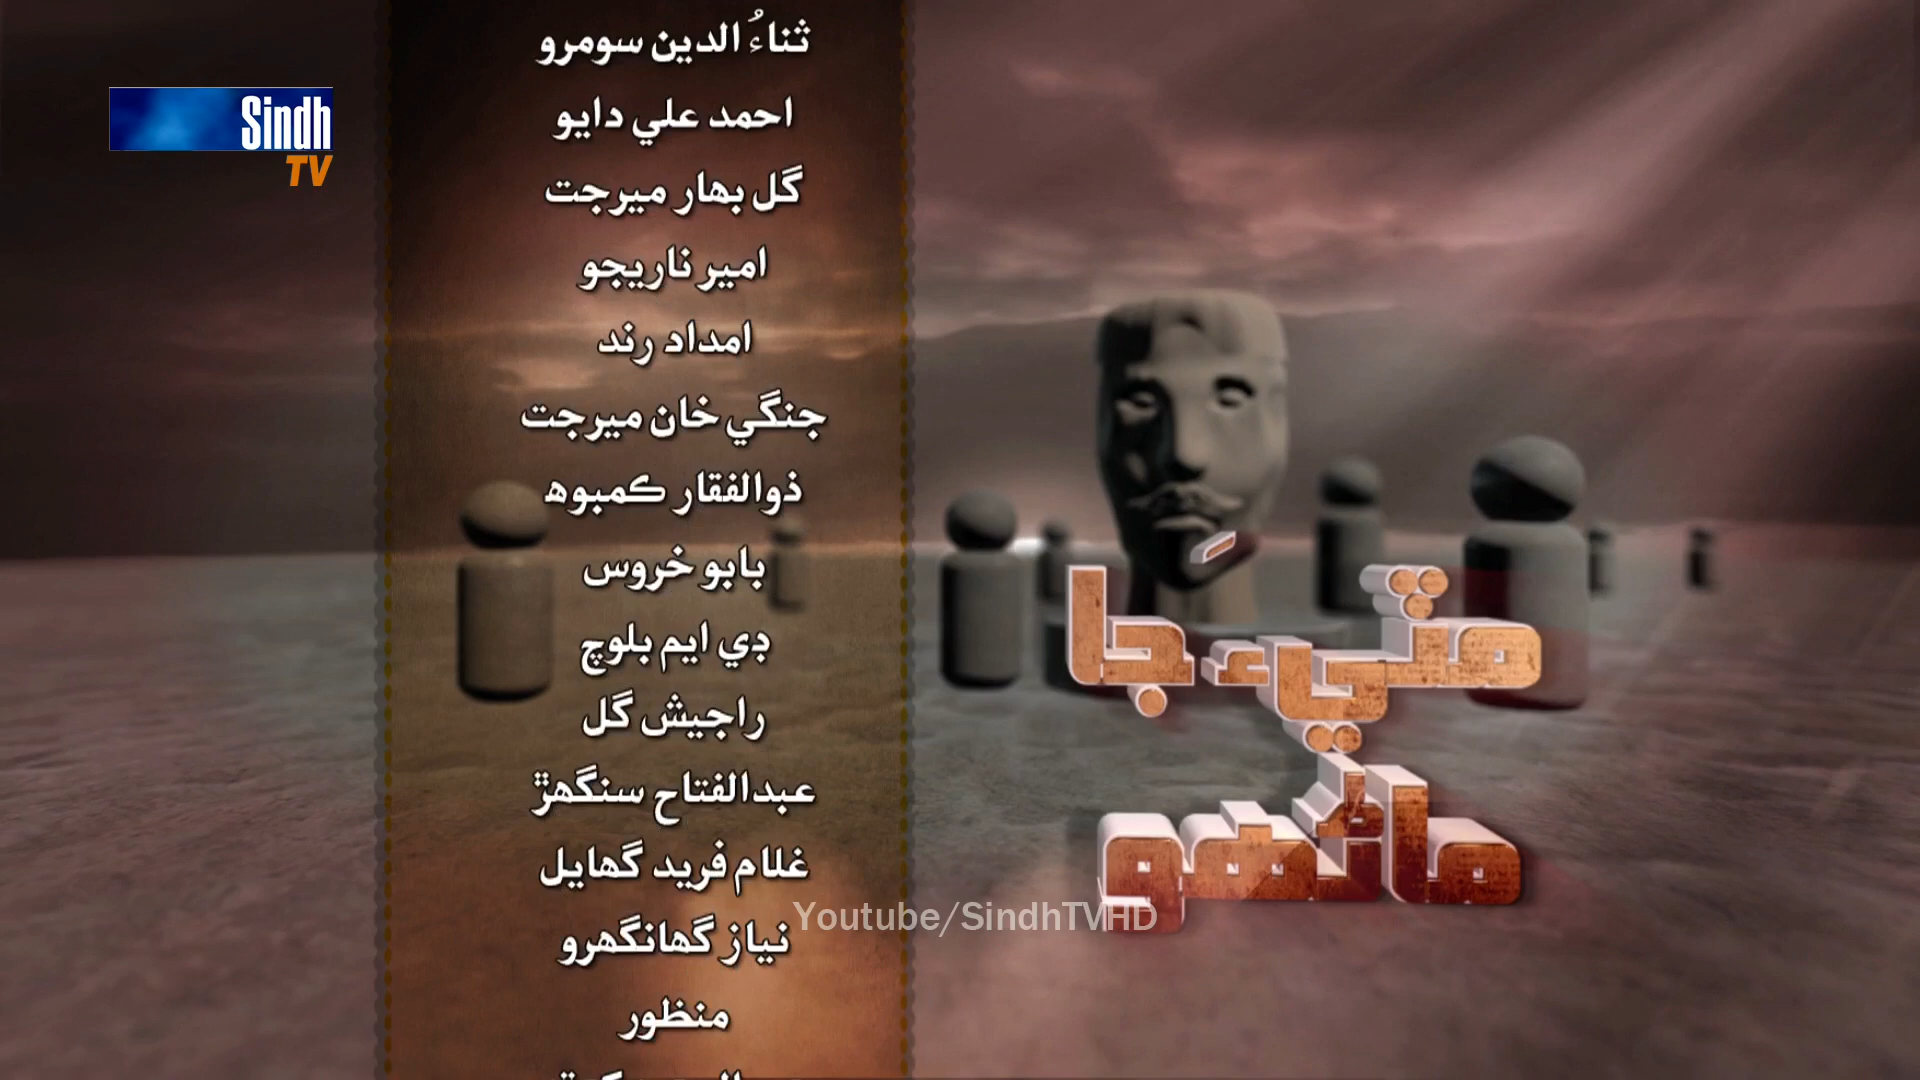 Sindh
TV
ثناءُ الدين سومرو
احمد علي دايو
گل بهار ميرجت
امير ناريجو
امداد رند
جنگي خان ميرجت
ذوالفقار ڪمبوھ
بابو خروس
ڊي ايم بلوچ
راجيش گل
عبدالفتاح سنگهڙ
غلام فريد گهايل
نياز گهانگهرو
منظور
مٽيءَ جا
ماڻهو
Youtube/SindhTVHD